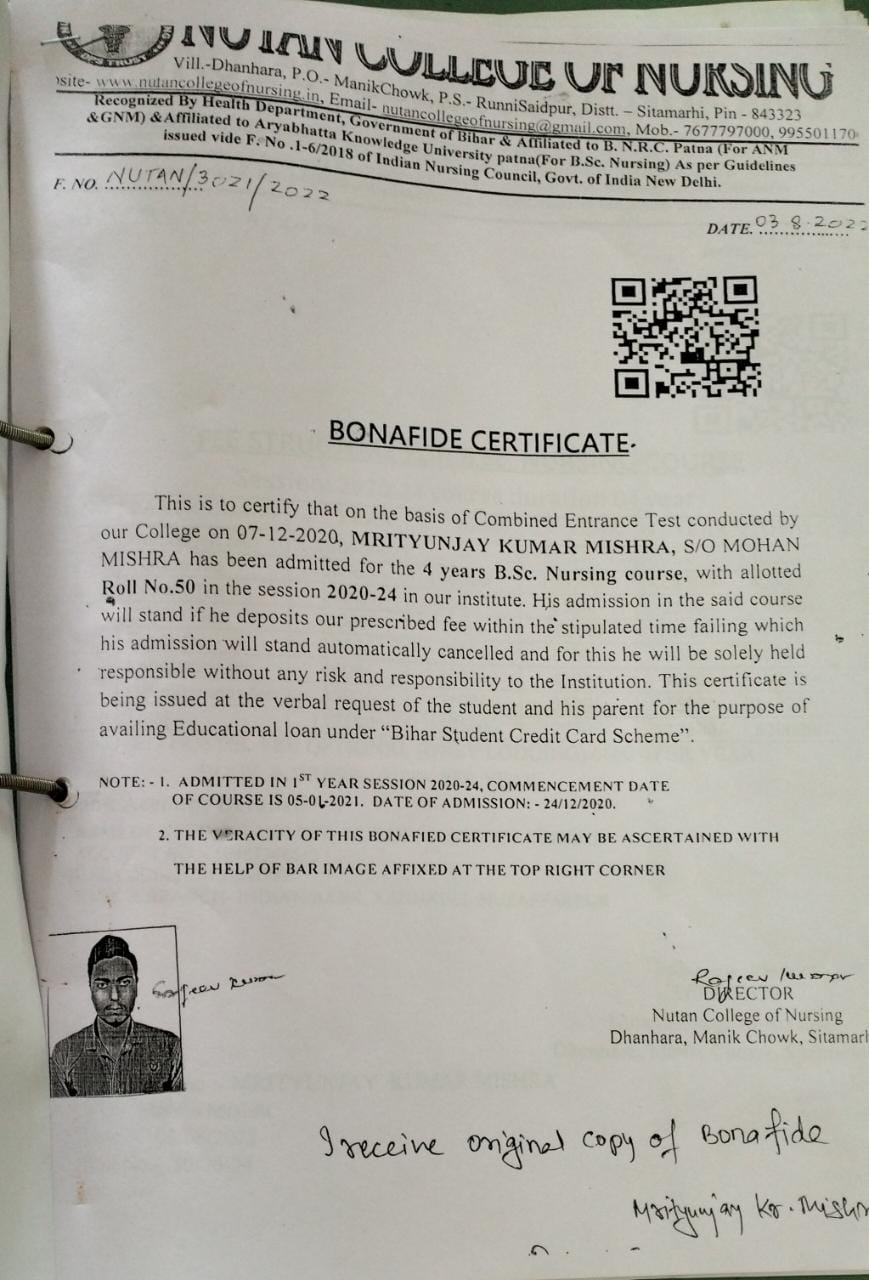 NUTAN COLLEGE OF NURSING
Vill.-Dhanhara, P.O.- ManikChowk, P.S.- RunniSaidpur, Distt. – Sitamarhi, Pin - 843323
site- www.nutancollegeofnursing.in, Email- nutancollegeofnursing@gmail.com, Mob.- 7677797000, 995501170
Recognized By Health Department, Government of Bihar & Affiliated to B. N.R.C. Patna (For ANM
&GNM) &Affiliated to Aryabhatta Knowledge University patna(For B.Sc. Nursing) As per Guidelines
issued vide F. No .1-6/2018 of Indian Nursing Council, Govt. of India New Delhi.
F. NO. NUTAN/3021/2022
DATE. 03 8.2022
BONAFIDE CERTIFICATE
This is to certify that on the basis of Combined Entrance Test conducted by
our College on 07-12-2020, MRITYUNJAY KUMAR MISHRA, S/O MOHAN
MISHRA has been admitted for the 4 years B.Sc. Nursing course, with allotted
Roll No.50 in the session 2020-24 in our institute. His admission in the said course
will stand if he deposits our prescribed fee within the stipulated time failing which
his admission will stand automatically cancelled and for this he will be solely held
responsible without any risk and responsibility to the Institution. This certificate is
being issued at the verbal request of the student and his parent for the purpose of
availing Educational loan under “Bihar Student Credit Card Scheme”.
NOTE: - 1. ADMITTED IN 1ST YEAR SESSION 2020-24, COMMENCEMENT DATE
OF COURSE IS 05-01-2021. DATE OF ADMISSION: - 24/12/2020.
2. THE VERACITY OF THIS BONAFIED CERTIFICATE MAY BE ASCERTAINED WITH
THE HELP OF BAR IMAGE AFFIXED AT THE TOP RIGHT CORNER
Rajeev Kumar
Rajeev Kumar
DIRECTOR
Nutan College of Nursing
Dhanhara, Manik Chowk, Sitamarh
I receive original copy of Bonafide
Mrityunjay Kr. Mishr